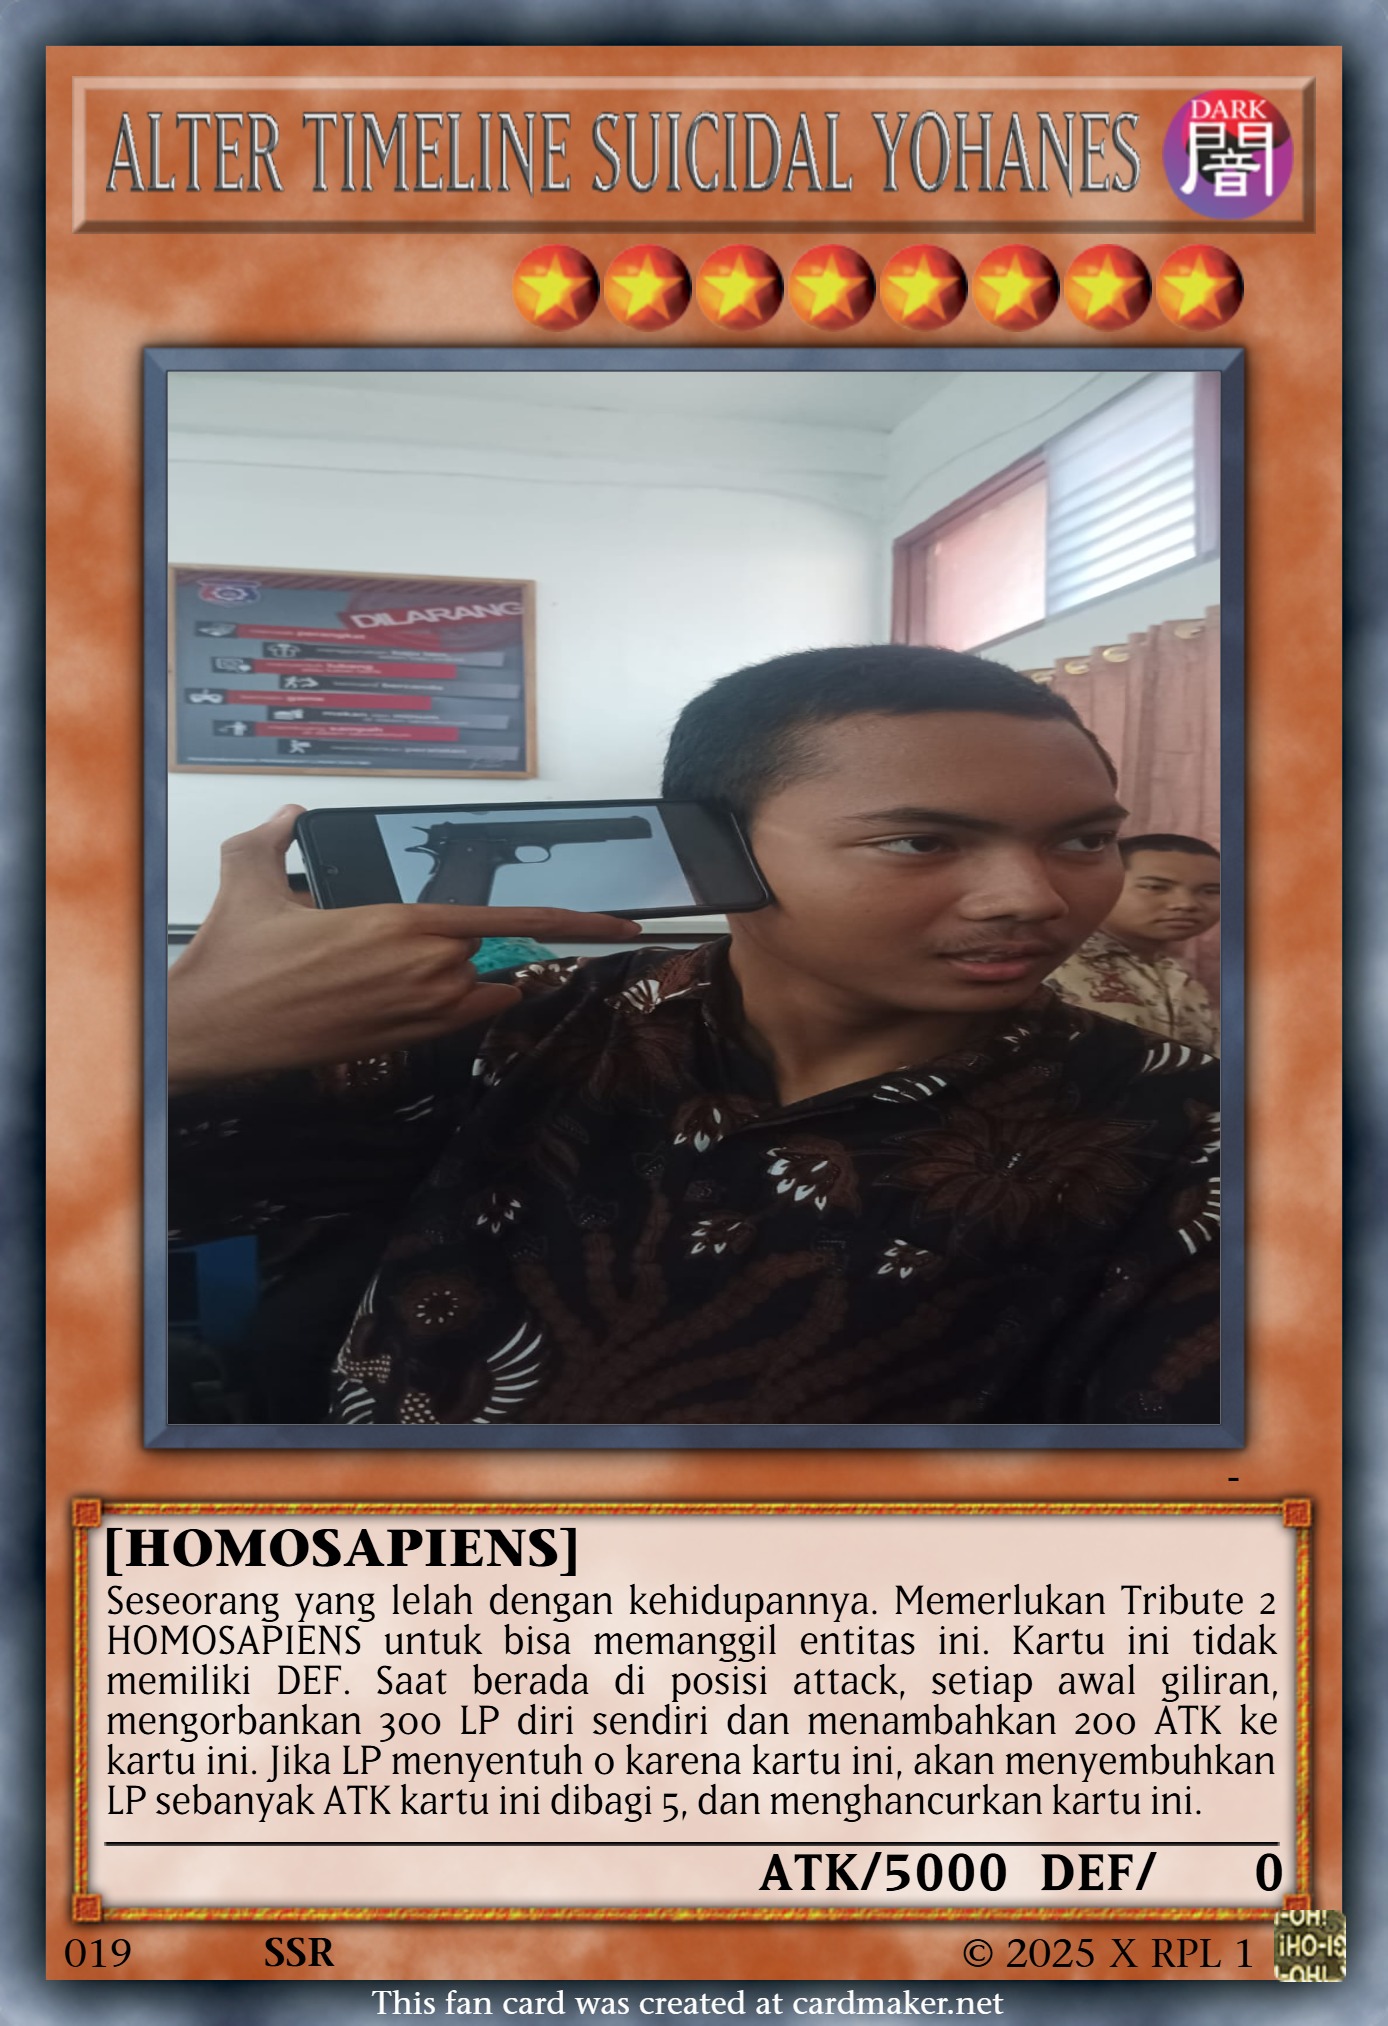 ALTER TIMELINE SUICIDAL YOHANES
DARK
闇
DILARANG
-
[HOMOSAPIENS]
Seseorang yang lelah dengan kehidupannya. Memerlukan Tribute 2
HOMOSAPIENS untuk bisa memanggil entitas ini. Kartu ini tidak
memiliki DEF. Saat berada di posisi attack, setiap awal giliran,
mengorbankan 300 LP diri sendiri dan menambahkan 200 ATK ke
kartu ini. Jika LP menyentuh 0 karena kartu ini, akan menyembuhkan
LP sebanyak ATK kartu ini dibagi 5, dan menghancurkan kartu ini.
ATK/5000 DEF/ 0
019 SSR © 2025 X RPL 1
This fan card was created at cardmaker.net